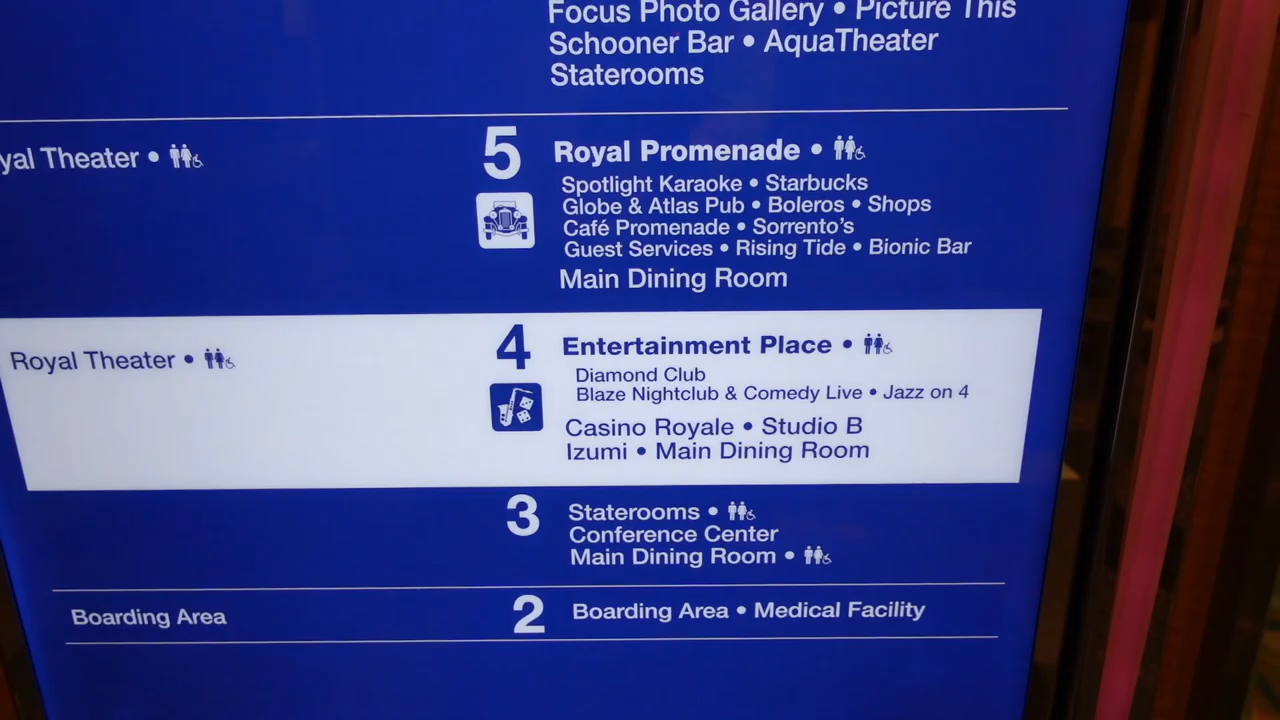 Focus Photo Gallery • Picture This
Schooner Bar • AquaTheater
Staterooms
yal Theater •
5 Royal Promenade •
Spotlight Karaoke • Starbucks
Globe & Atlas Pub • Boleros • Shops
Café Promenade • Sorrento's
Guest Services • Rising Tide • Bionic Bar
Main Dining Room
Royal Theater •
4 Entertainment Place •
Diamond Club
Blaze Nightclub & Comedy Live • Jazz on 4
Casino Royale • Studio B
Izumi • Main Dining Room
3 Staterooms •
Conference Center
Main Dining Room •
Boarding Area
2 Boarding Area • Medical Facility